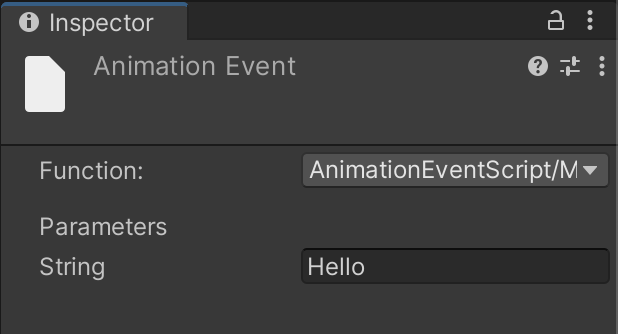 Inspector
Animation Event
Function: AnimationEventScript/M
Parameters
String Hello